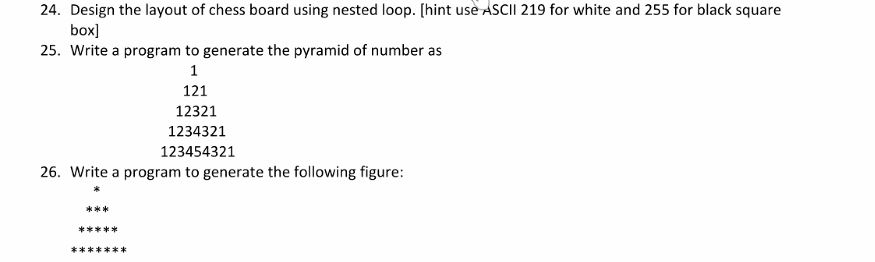 24. Design the layout of chess board using nested loop. [hint use ASCII 219 for white and 255 for black square
box]
25. Write a program to generate the pyramid of number as
1
121
12321
1234321
123454321
26. Write a program to generate the following figure:
*
***
*****
*******